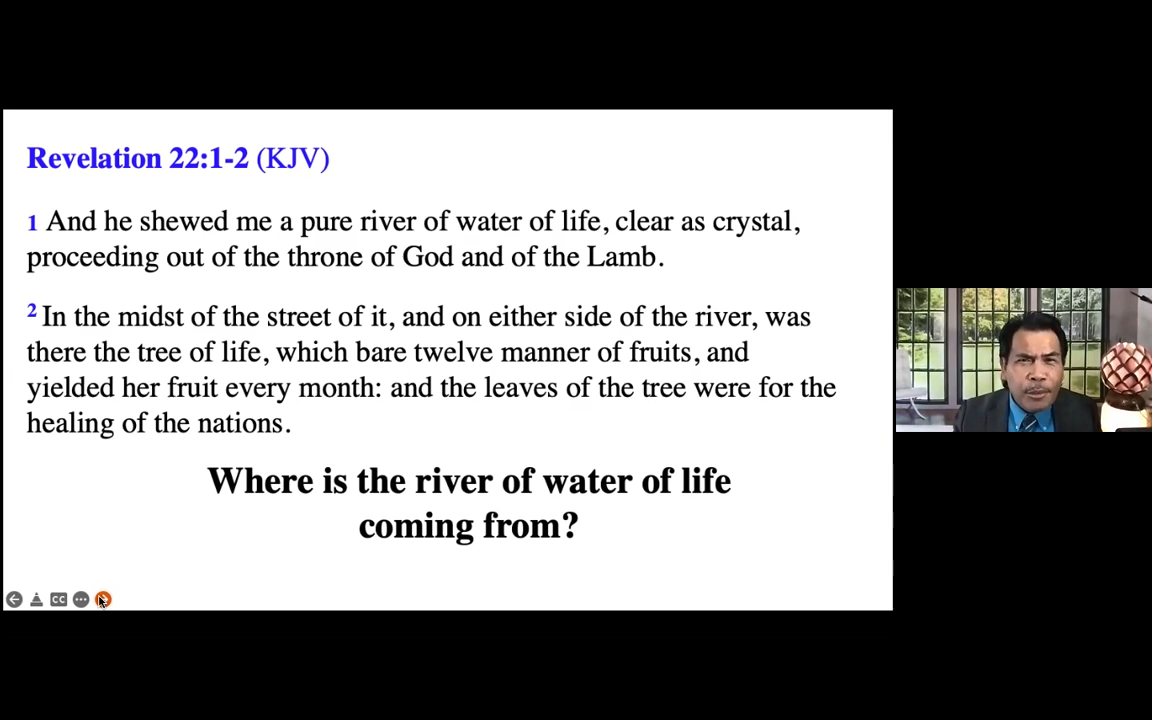 Revelation 22:1-2 (KJV)
1 And he shewed me a pure river of water of life, clear as crystal,
proceeding out of the throne of God and of the Lamb.
2 In the midst of the street of it, and on either side of the river, was
there the tree of life, which bare twelve manner of fruits, and
yielded her fruit every month: and the leaves of the tree were for the
healing of the nations.
Where is the river of water of life
coming from?
CC